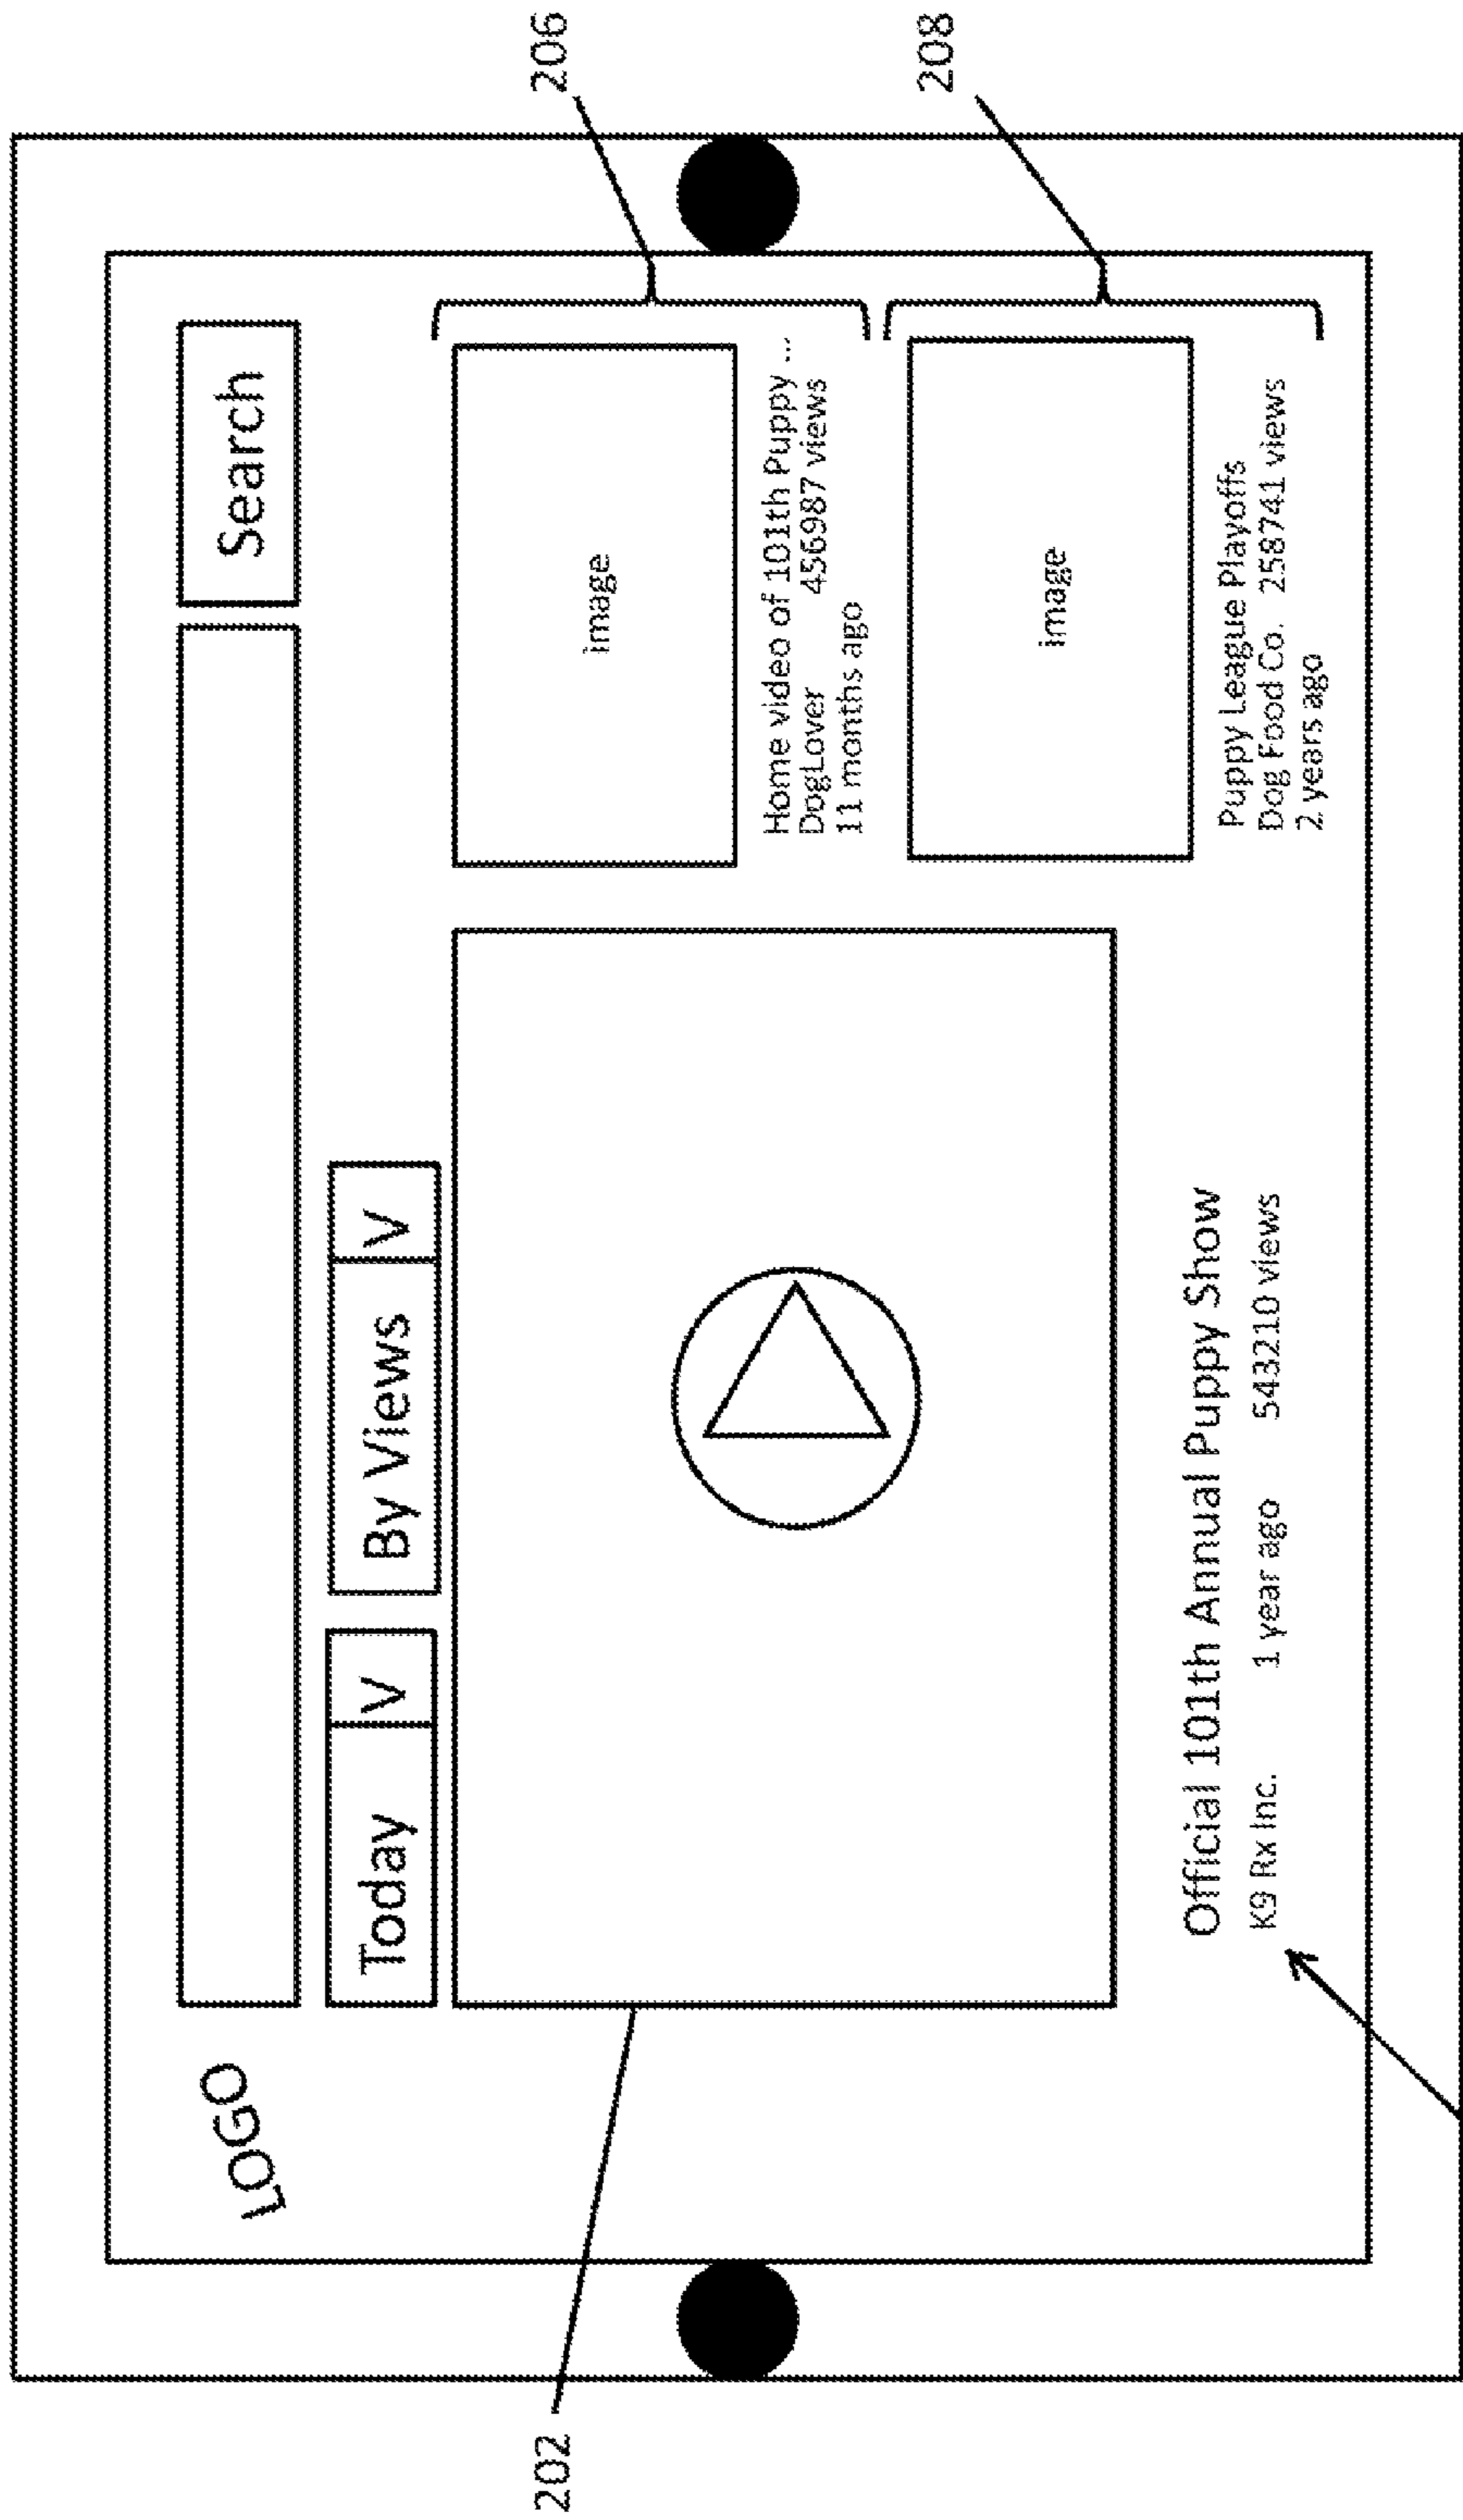 LOGO
Search
Today V
By Views V
202
206
image
Home video of 101th Puppy ...
DogLover 456987 views
11 months ago
208
image
Puppy League Playoffs
Dog Food Co. 258741 views
2 years ago
Official 101th Annual Puppy Show
K9 Rx Inc. 1 year ago 543210 views